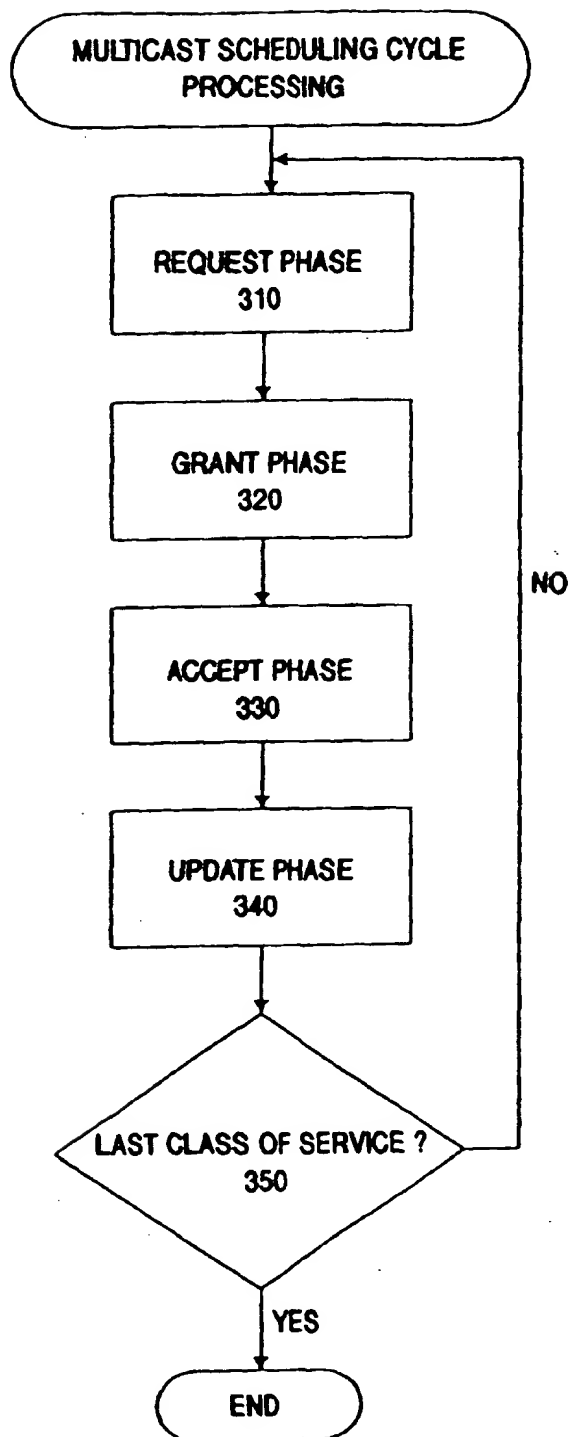 MULTICAST SCHEDULING CYCLE
PROCESSING
REQUEST PHASE
310
GRANT PHASE
320
NO
ACCEPT PHASE
330
UPDATE PHASE
340
LAST CLASS OF SERVICE ?
350
YES
END